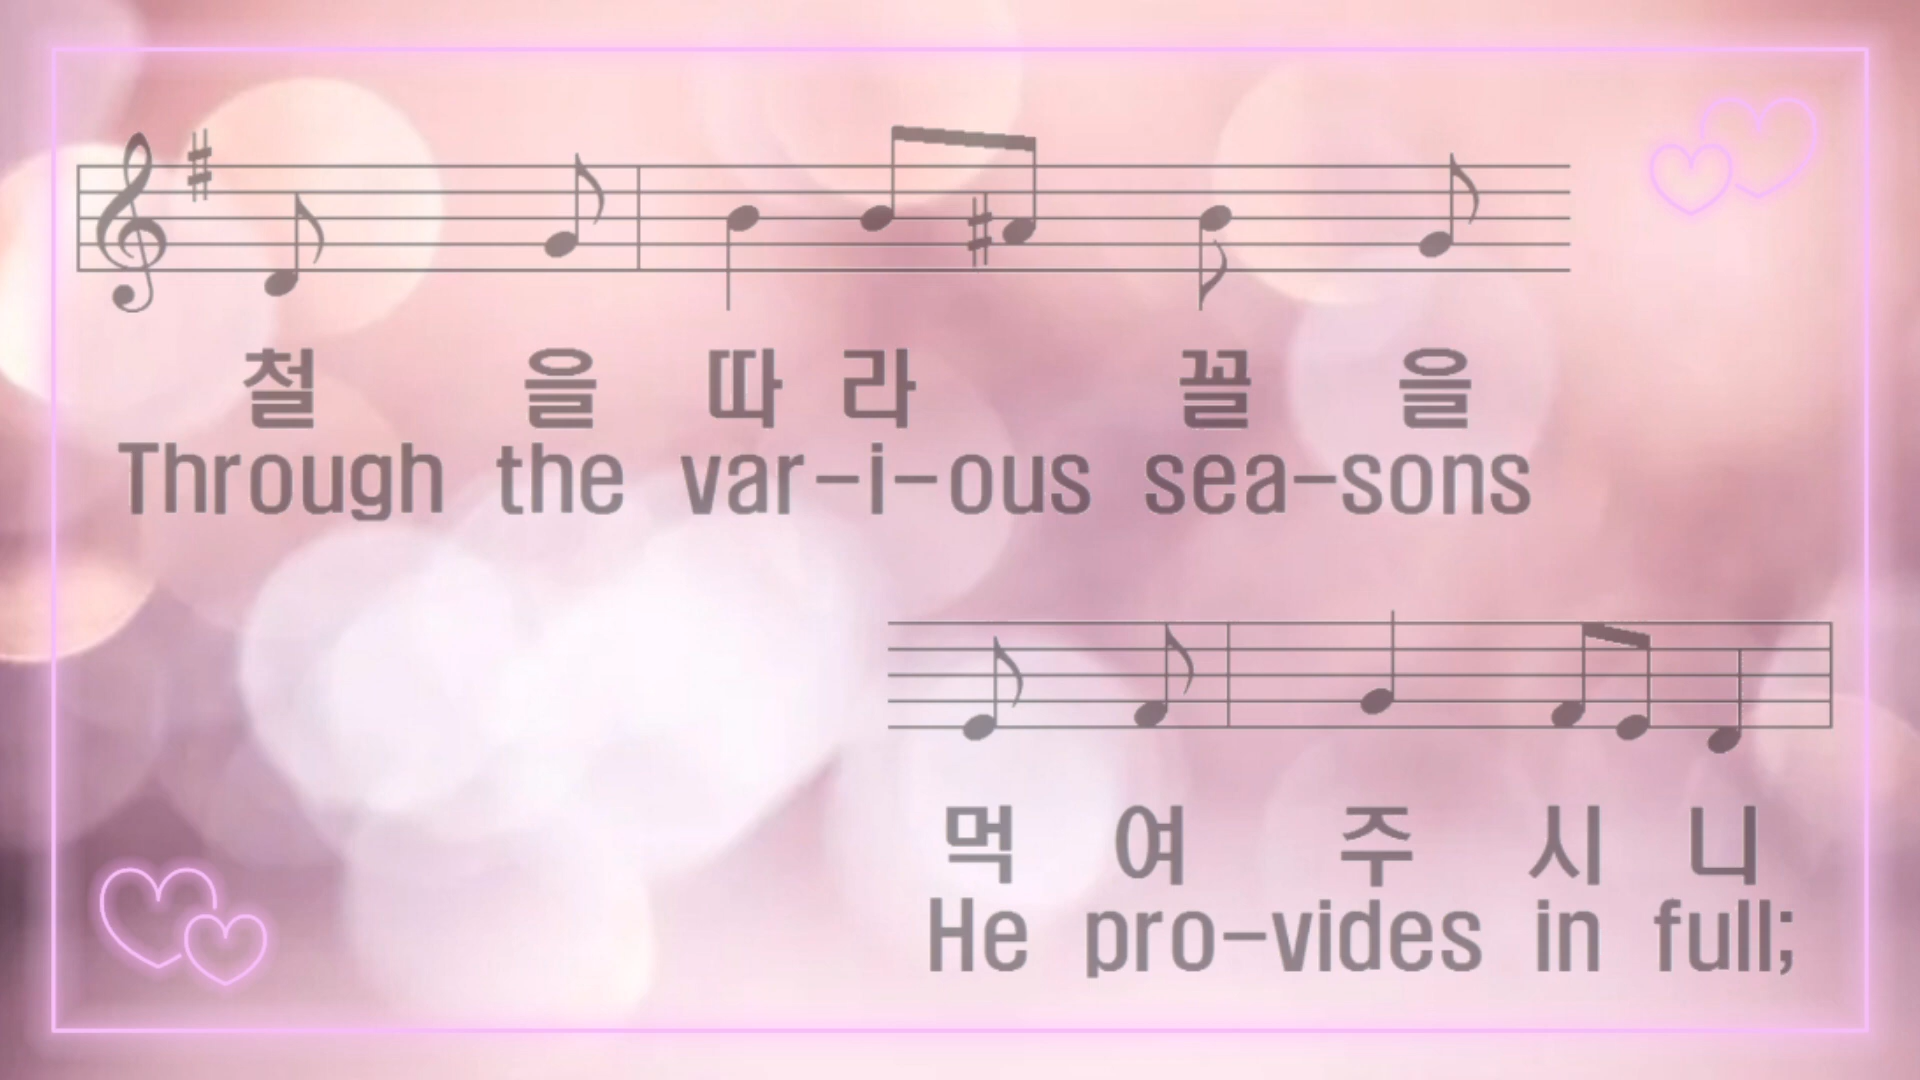 철 을 따 라 꼴 을
Through the var-i-ous sea-sons
먹 여 주 시 니
He pro-vides in full;